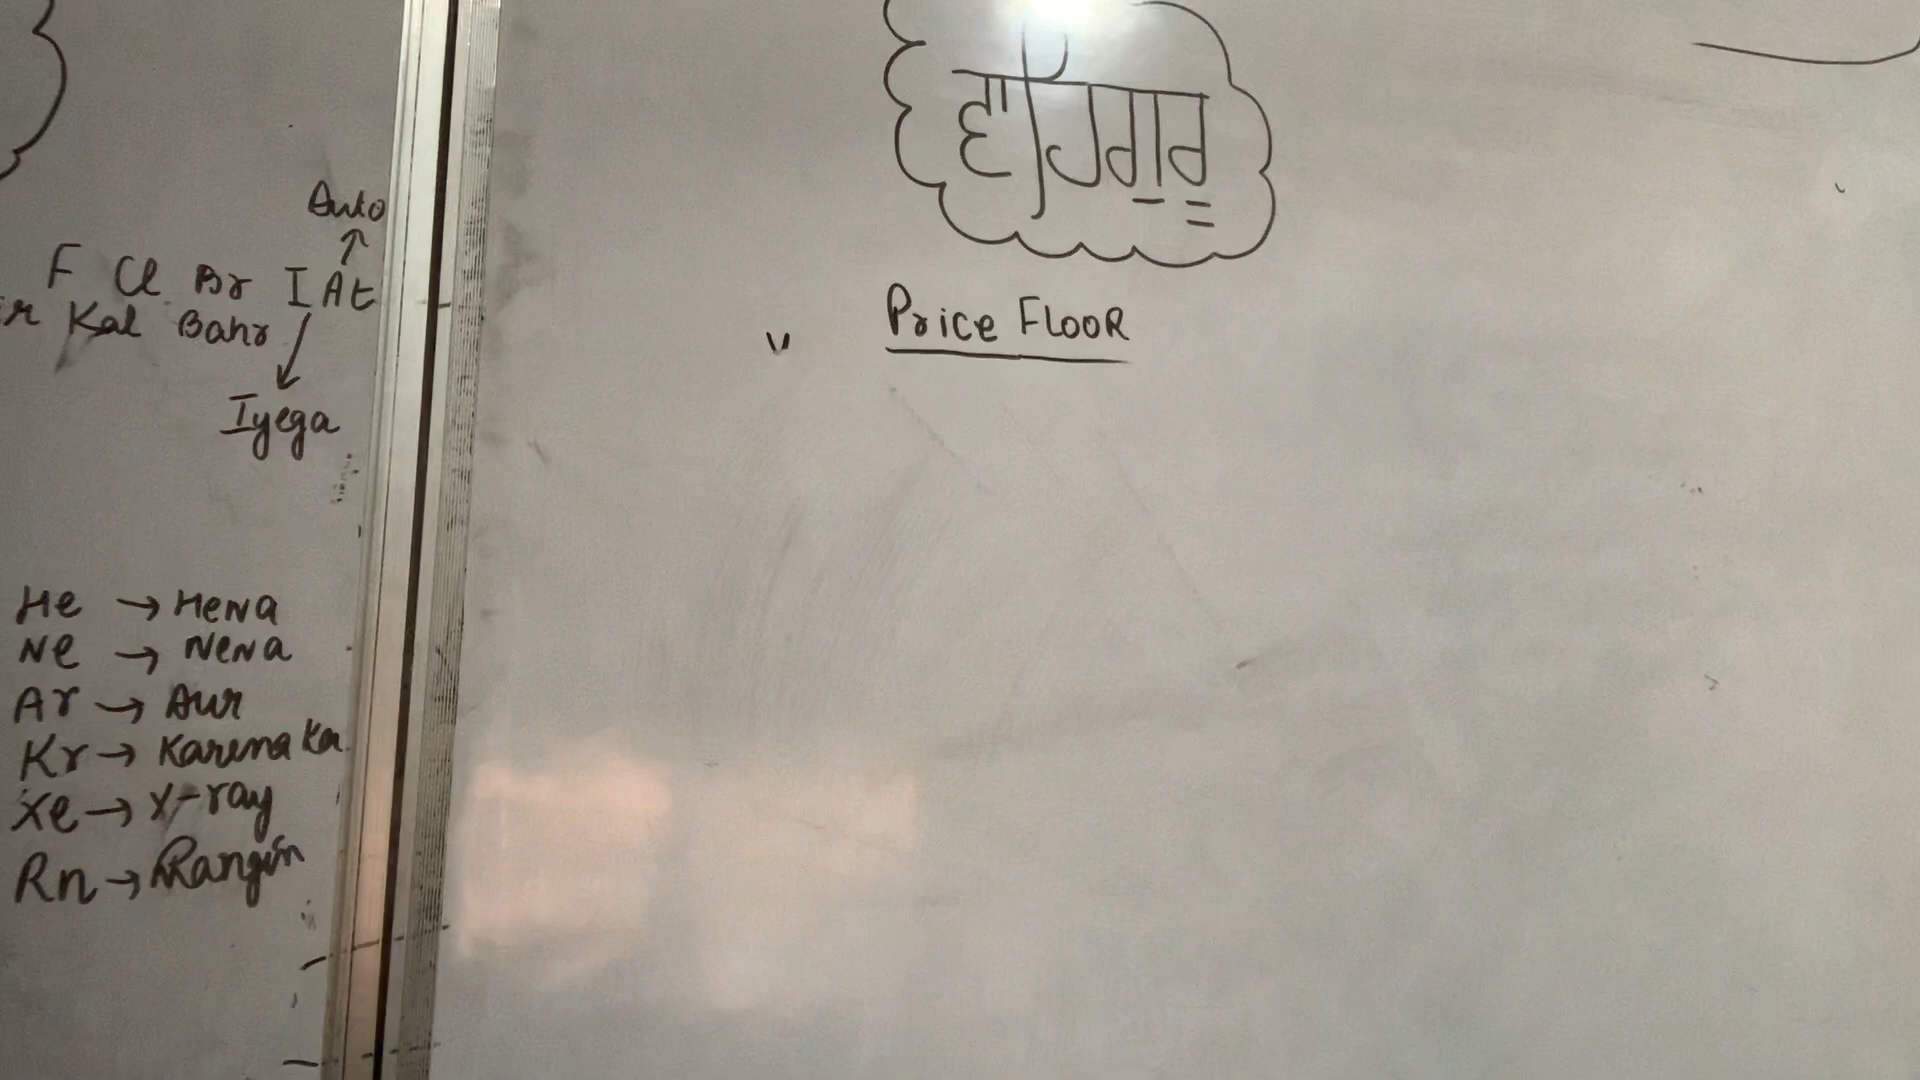 Auto
F Cl Br I At
Kal Bahr
Iyega
He → Hena
Ne → Nena
Ar → Aur
Kr → Karena Ka
Xe → X-ray
Rn → Rangin
ਵਾਹਿਗੁਰੂ
Price FLOOR